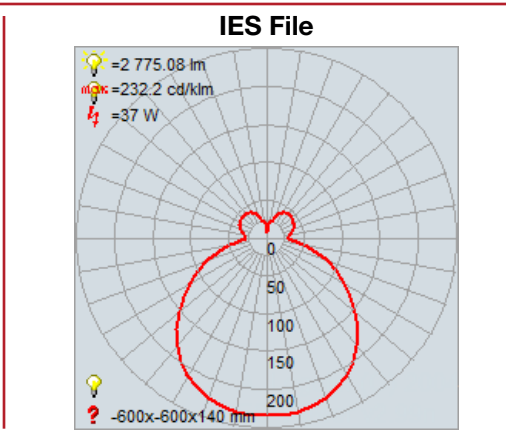 IES File
=2 775.08 lm
max =232.2 cd/klm
=37 W
0
50
100
150
200
? -600x-600x140 mm